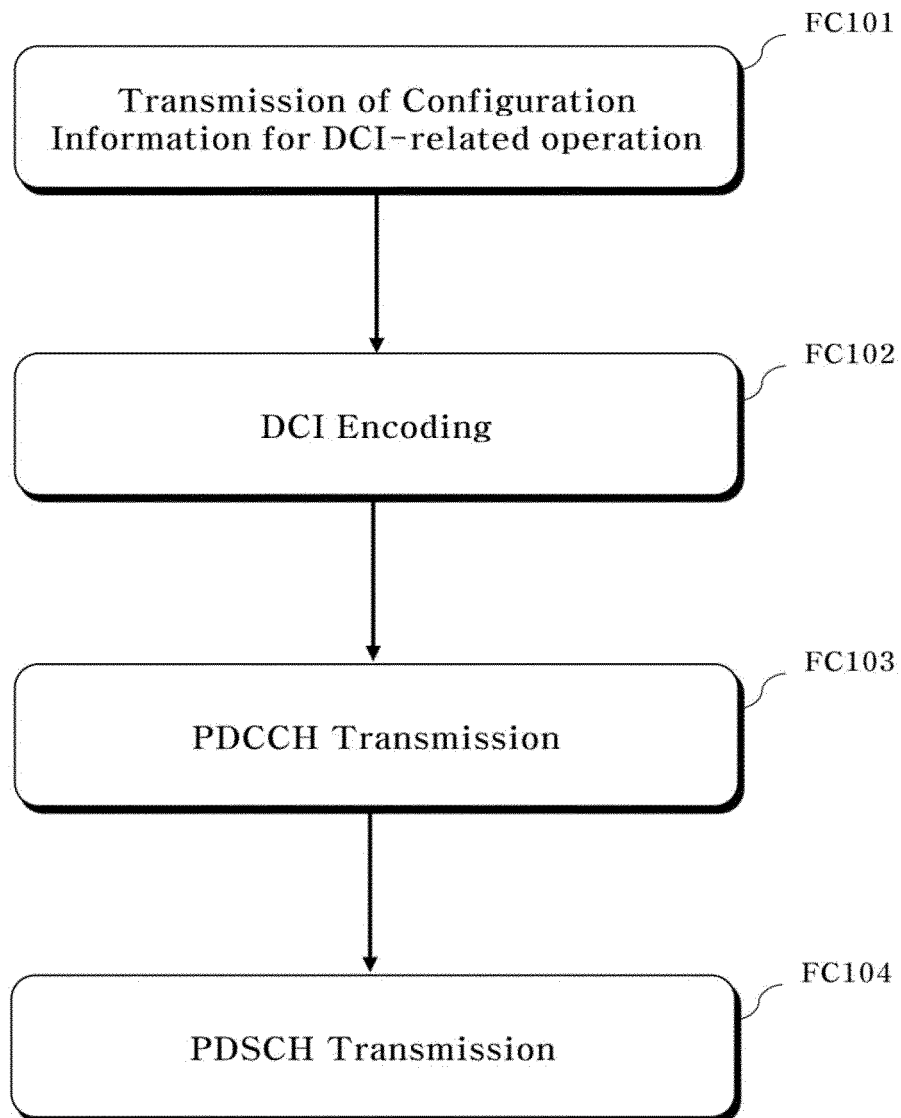 FC101
Transmission of Configuration
Information for DCI-related operation
FC102
DCI Encoding
FC103
PDCCH Transmission
FC104
PDSCH Transmission